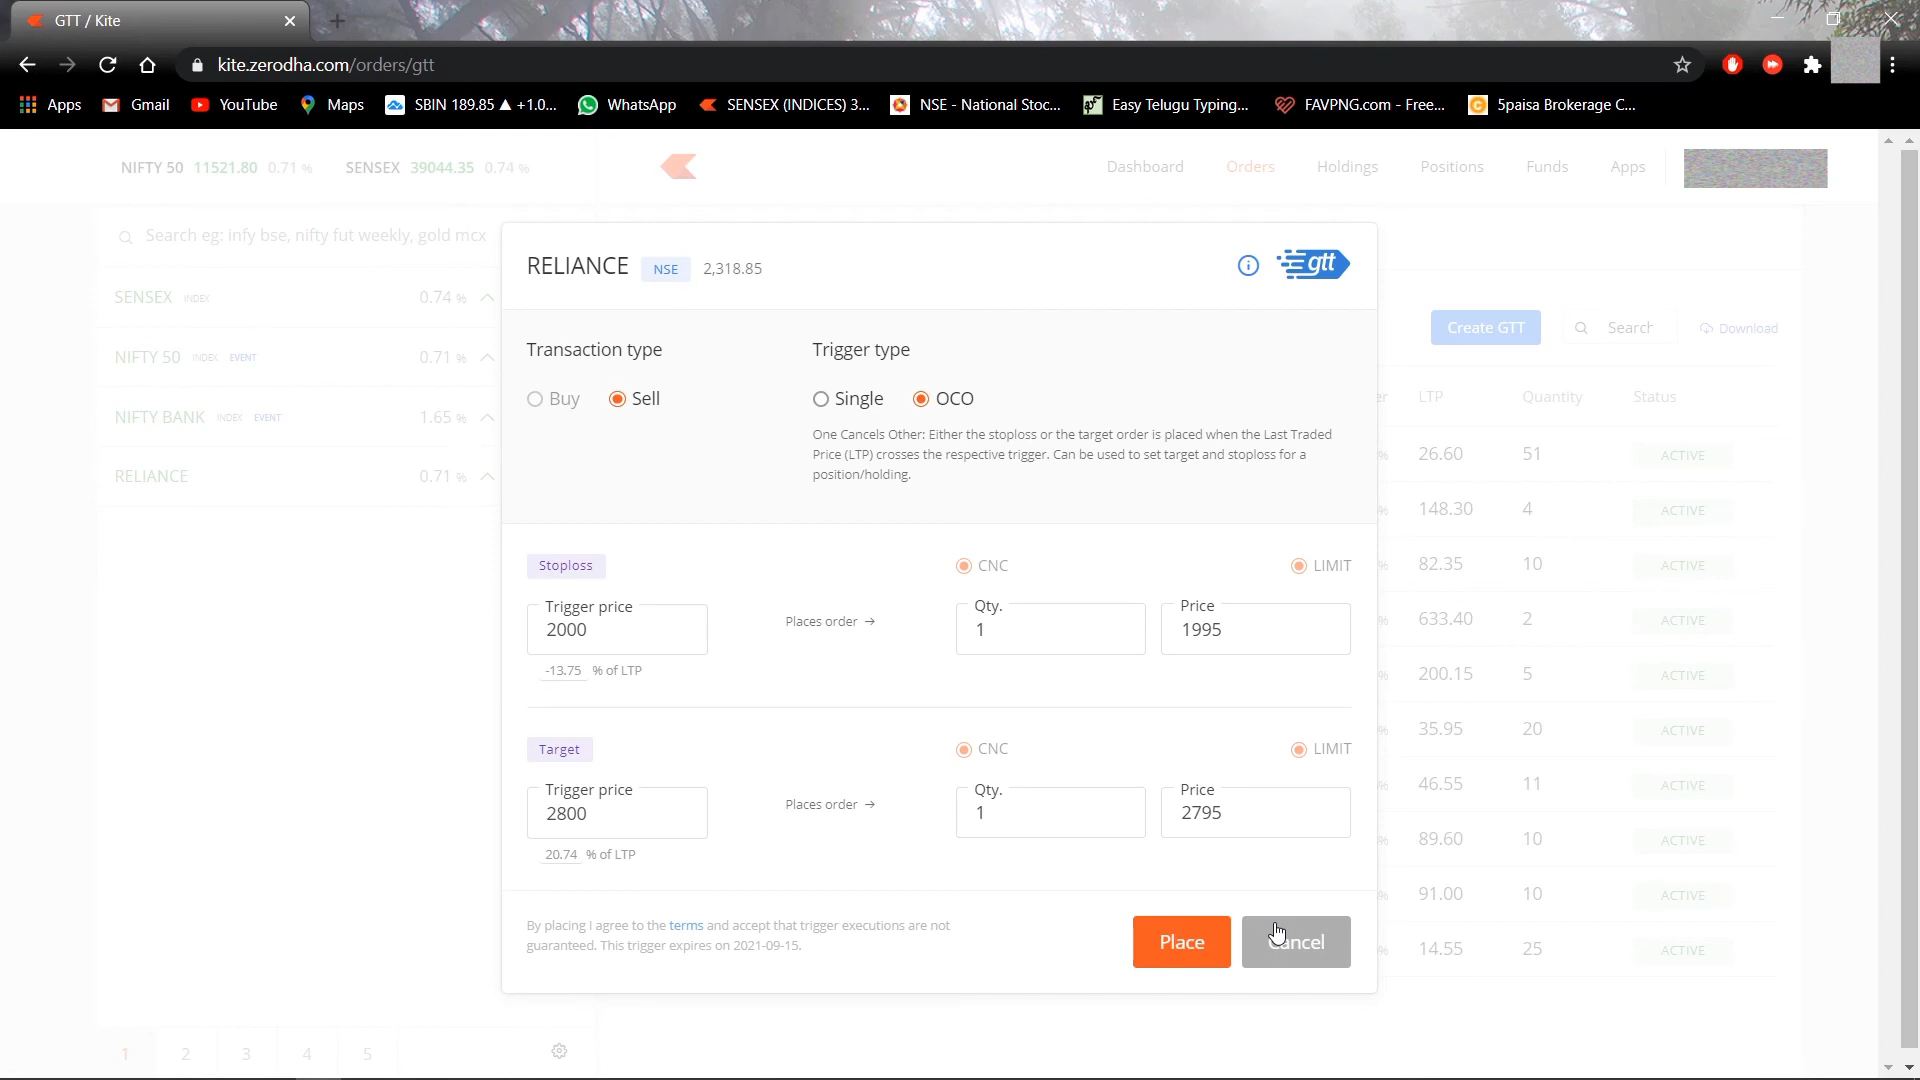 GTT / Kite
kite.zerodha.com/orders/gtt
Apps Gmail YouTube Maps SBIN 189.85 ▲ +1.0... WhatsApp SENSEX (INDICES) 3... NSE - National Stoc... Easy Telugu Typing... FAVPNG.com - Free... 5paisa Brokerage C...
NIFTY 50 11521.80 0.71 % SENSEX 39044.35 0.74 %
Dashboard Orders Holdings Positions Funds Apps
Search eg: infy bse, nifty fut weekly, gold mcx
SENSEX INDEX 0.74 %
NIFTY 50 INDEX EVENT 0.71 %
NIFTY BANK INDEX EVENT 1.65 %
RELIANCE 0.71 %
1 2 3 4 5
RELIANCE NSE 2,318.85
gtt
Transaction type
Buy Sell
Trigger type
Single OCO
One Cancels Other: Either the stoploss or the target order is placed when the Last Traded
Price (LTP) crosses the respective trigger. Can be used to set target and stoploss for a
position/holding.
Stoploss CNC LIMIT
Trigger price Qty. Price
2000 Places order → 1 1995
-13.75 % of LTP
Target CNC LIMIT
Trigger price Qty. Price
2800 Places order → 1 2795
20.74 % of LTP
By placing I agree to the terms and accept that trigger executions are not
guaranteed. This trigger expires on 2021-09-15.
Place Cancel
Create GTT Search Download
er LTP Quantity Status
% 26.60 51 ACTIVE
% 148.30 4 ACTIVE
% 82.35 10 ACTIVE
% 633.40 2 ACTIVE
% 200.15 5 ACTIVE
% 35.95 20 ACTIVE
% 46.55 11 ACTIVE
% 89.60 10 ACTIVE
% 91.00 10 ACTIVE
% 14.55 25 ACTIVE